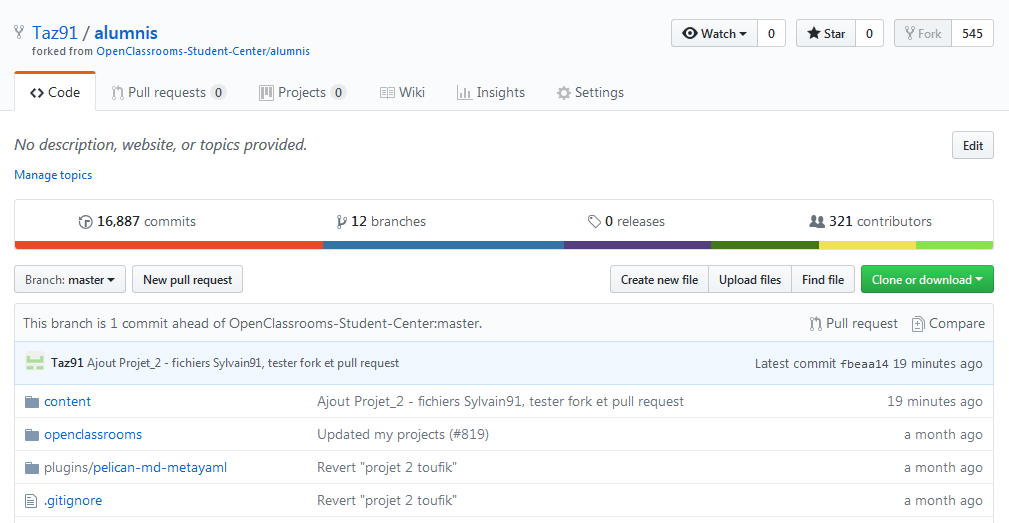 Taz91 / alumnis
Watch 0 Star 0 Fork 545
forked from OpenClassrooms-Student-Center/alumnis
Code Pull requests 0 Projects 0 Wiki Insights Settings
No description, website, or topics provided. Edit
Manage topics
16,887 commits 12 branches 0 releases 321 contributors
Branch: master New pull request Create new file Upload files Find file Clone or download
This branch is 1 commit ahead of OpenClassrooms-Student-Center:master. Pull request Compare
Taz91 Ajout Projet_2 - fichiers Sylvain91, tester fork et pull request Latest commit fbeaa14 19 minutes ago
content Ajout Projet_2 - fichiers Sylvain91, tester fork et pull request 19 minutes ago
openclassrooms Updated my projects (#819) a month ago
plugins/pelican-md-metayaml Revert "projet 2 toufik" a month ago
.gitignore Revert "projet 2 toufik" a month ago